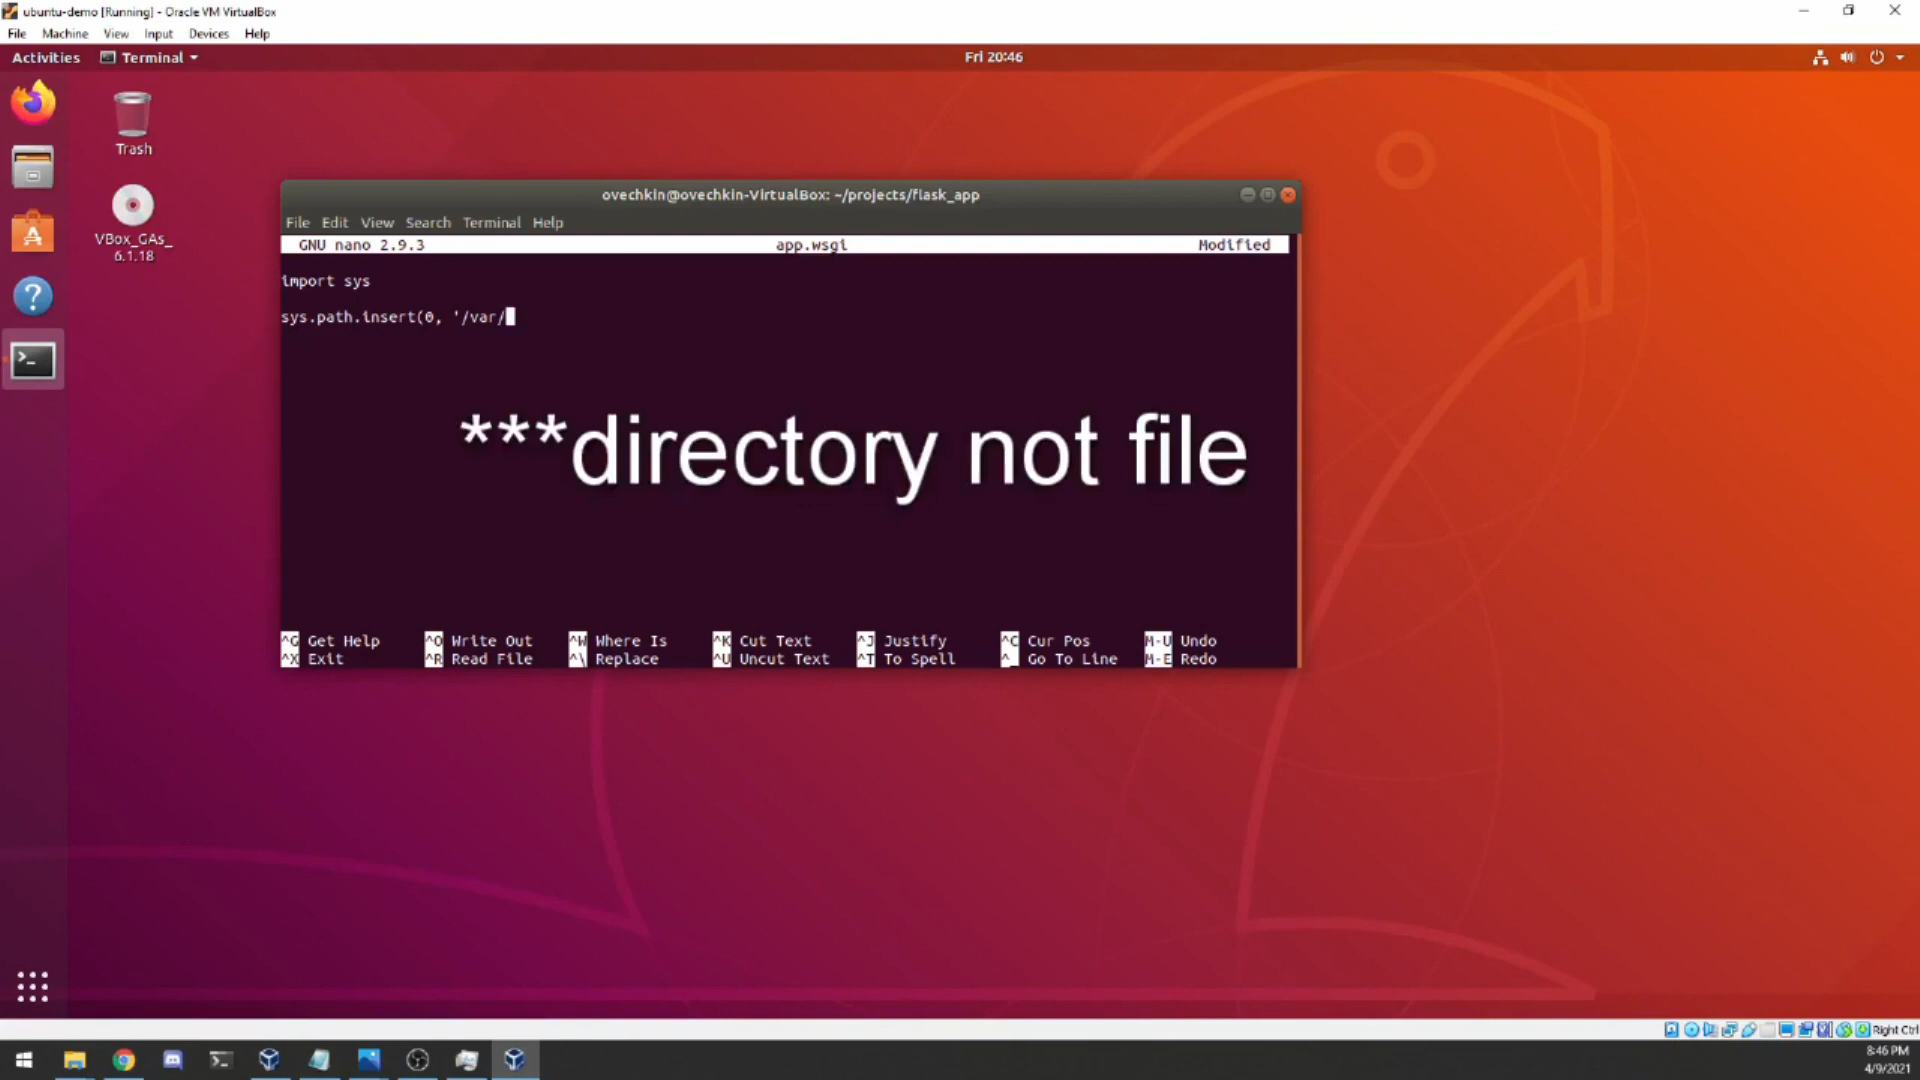 ubuntu-demo [Running] - Oracle VM VirtualBox
File Machine View Input Devices Help
Activities Terminal Fri 20:46
Trash
VBox_GAs_
6.1.18
ovechkin@ovechkin-VirtualBox: ~/projects/flask_app
File Edit View Search Terminal Help
GNU nano 2.9.3 app.wsgi Modified
import sys
sys.path.insert(0, '/var/
***directory not file
^G Get Help ^O Write Out ^W Where Is ^K Cut Text ^J Justify ^C Cur Pos M-U Undo
^X Exit ^R Read File ^\ Replace ^U Uncut Text ^T To Spell ^_ Go To Line M-E Redo
Right Ctrl
8:46 PM
4/9/2021